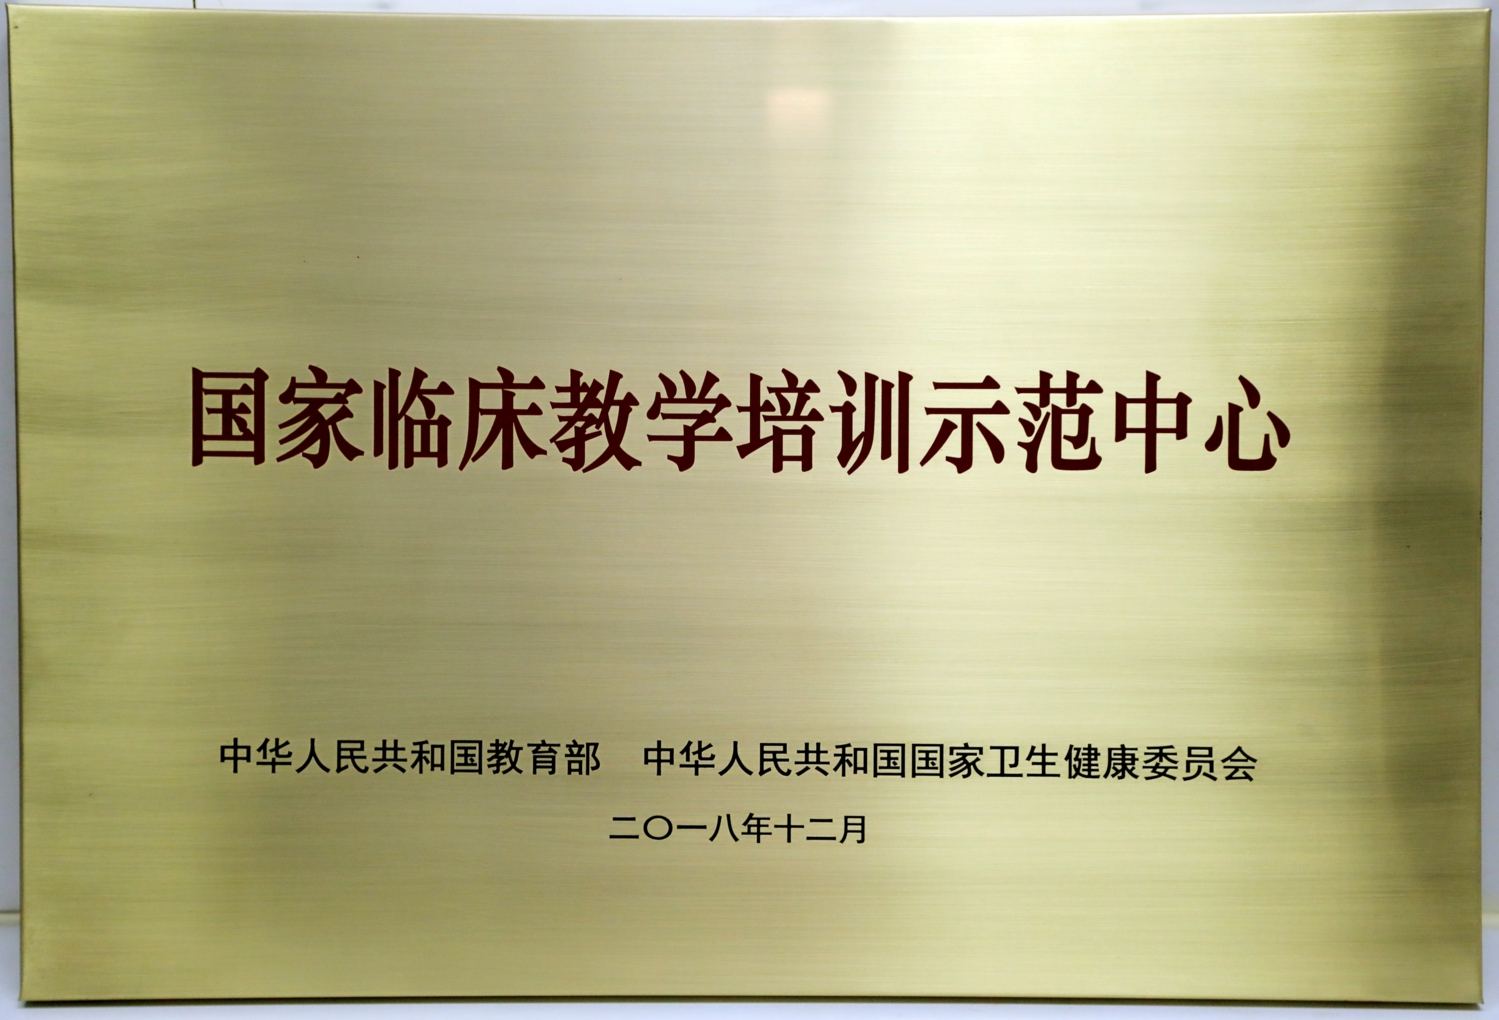 国家临床教学培训示范中心
中华人民共和国教育部　中华人民共和国国家卫生健康委员会
二〇一八年十二月